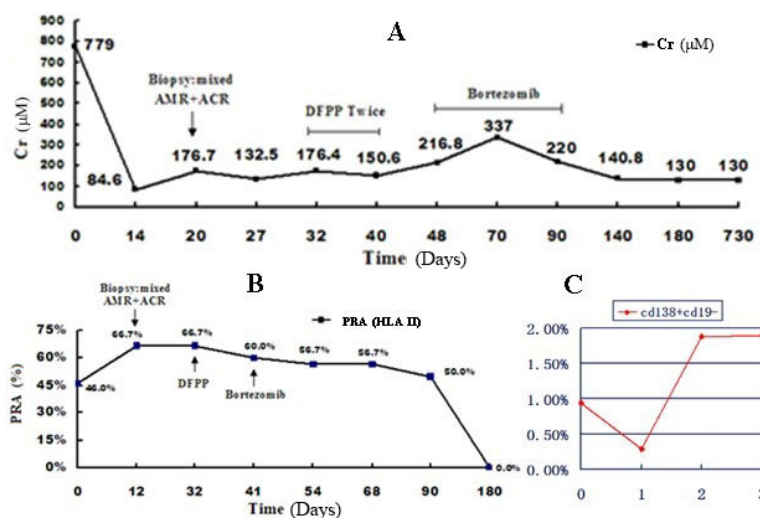 A
Cr (μM)
900
800
700
600
500
400
300
200
100
0
Cr (μM)
779
84.6
Biopsy:mixed
AMR+ACR
176.7
132.5
DFPP Twice
176.4
150.6
Bortezomib
216.8
337
220
140.8
130
130
0 14 20 27 32 40 48 70 90 140 180 730
Time (Days)
B
Biopsy:mixed
AMR+ACR
PRA (HLA II)
PRA (%)
75%
60%
45%
30%
15%
0%
46.0%
66.7%
66.7%
DFPP
60.0%
Bortezomib
56.7%
56.7%
50.0%
0.0%
0 12 32 41 54 68 90 180
Time (Days)
C
cd138+cd19-
2.00%
1.50%
1.00%
0.50%
0.00%
0 1 2 3